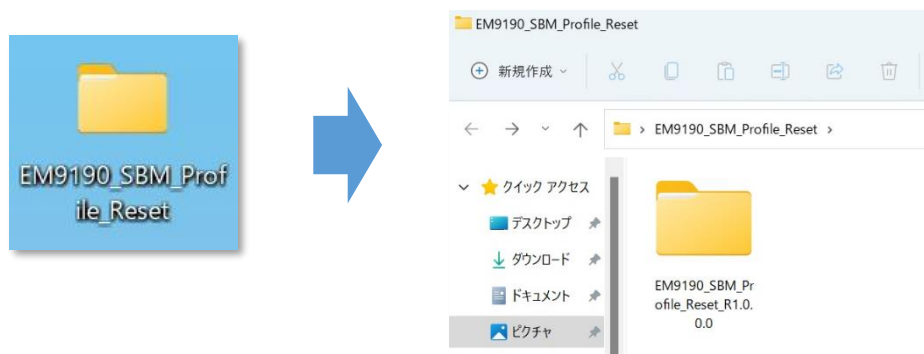 EM9190_SBM_Prof
ile_Reset
EM9190_SBM_Profile_Reset
新規作成
EM9190_SBM_Profile_Reset
クイック アクセス
デスクトップ
ダウンロード
ドキュメント
ピクチャ
EM9190_SBM_Pr
ofile_Reset_R1.0.
0.0